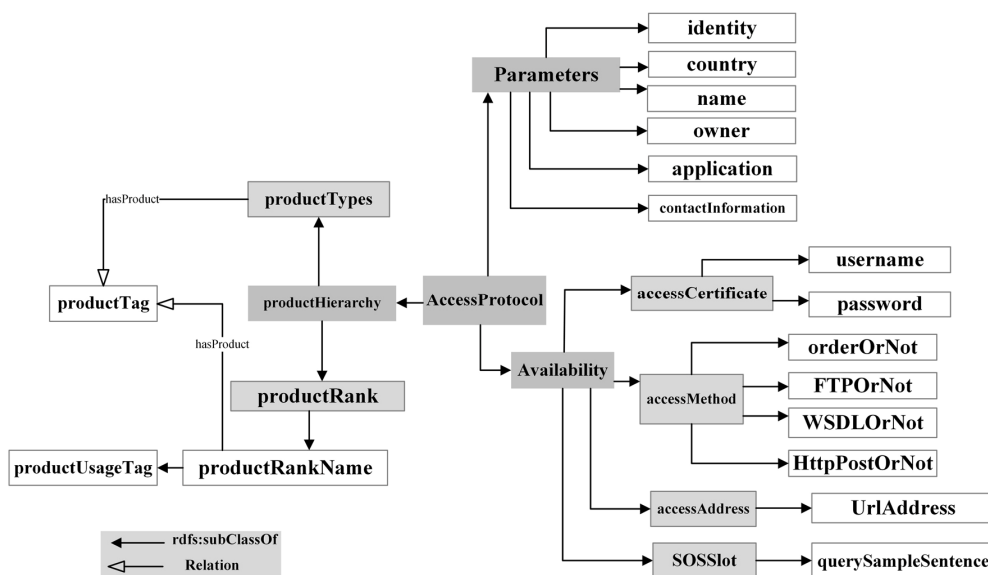 identity
Parameters
country
name
owner
application
contactInformation
hasProduct
productTypes
productTag
productHierarchy
AccessProtocol
hasProduct
productRank
productRankName
productUsageTag
Availability
accessCertificate
username
password
accessMethod
orderOrNot
FTPOrNot
WSDLOrNot
HttpPostOrNot
accessAddress
UrlAddress
SOSSlot
querySampleSentence
rdfs:subClassOf
Relation